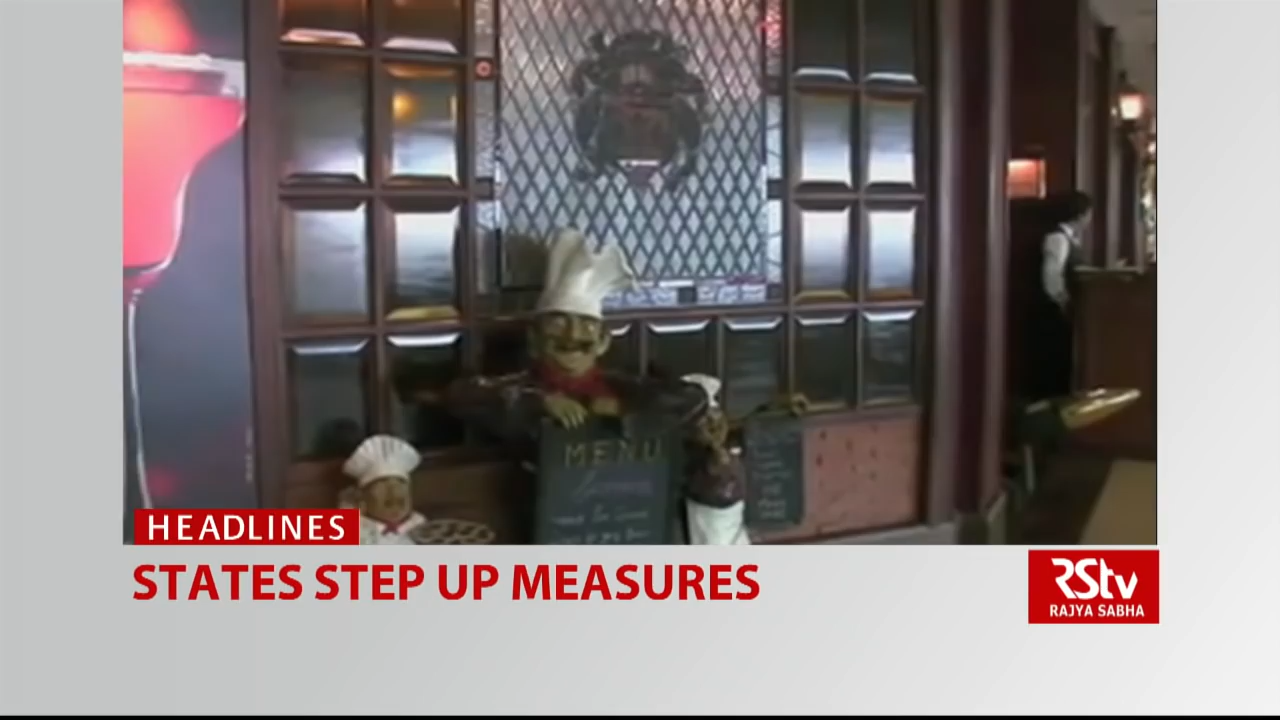 MENU
HEADLINES
STATES STEP UP MEASURES
RStv
RAJYA SABHA